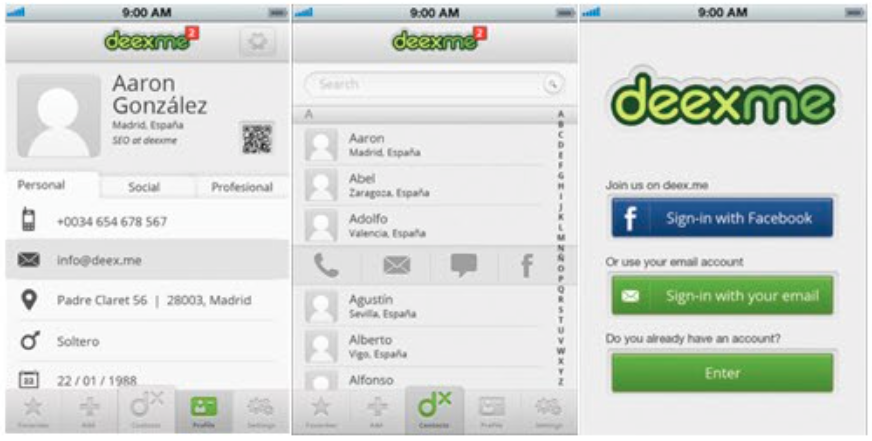 9:00 AM
deexme
2
Aaron
González
Madrid, España
SEO at deexme
Personal
Social
Profesional
+0034 654 678 567
info@deex.me
Padre Claret 56 | 28003, Madrid
Soltero
22
22 / 01 / 1988
Favorites
Add
Contacts
Profile
Settings
9:00 AM
deexme
2
Search
A
Aaron
Madrid, España
Abel
Zaragoza, España
Adolfo
Valencia, España
Agustín
Sevilla, España
Alberto
Vigo, España
Alfonso
A
B
C
D
E
F
G
H
I
J
K
L
M
N
Ñ
O
P
Q
R
S
T
U
V
W
X
Y
Z
Favorites
Add
dx
Contacts
Profile
Settings
9:00 AM
deexme
Join us on deex.me
f Sign-in with Facebook
Or use your email account
Sign-in with your email
Do you already have an account?
Enter